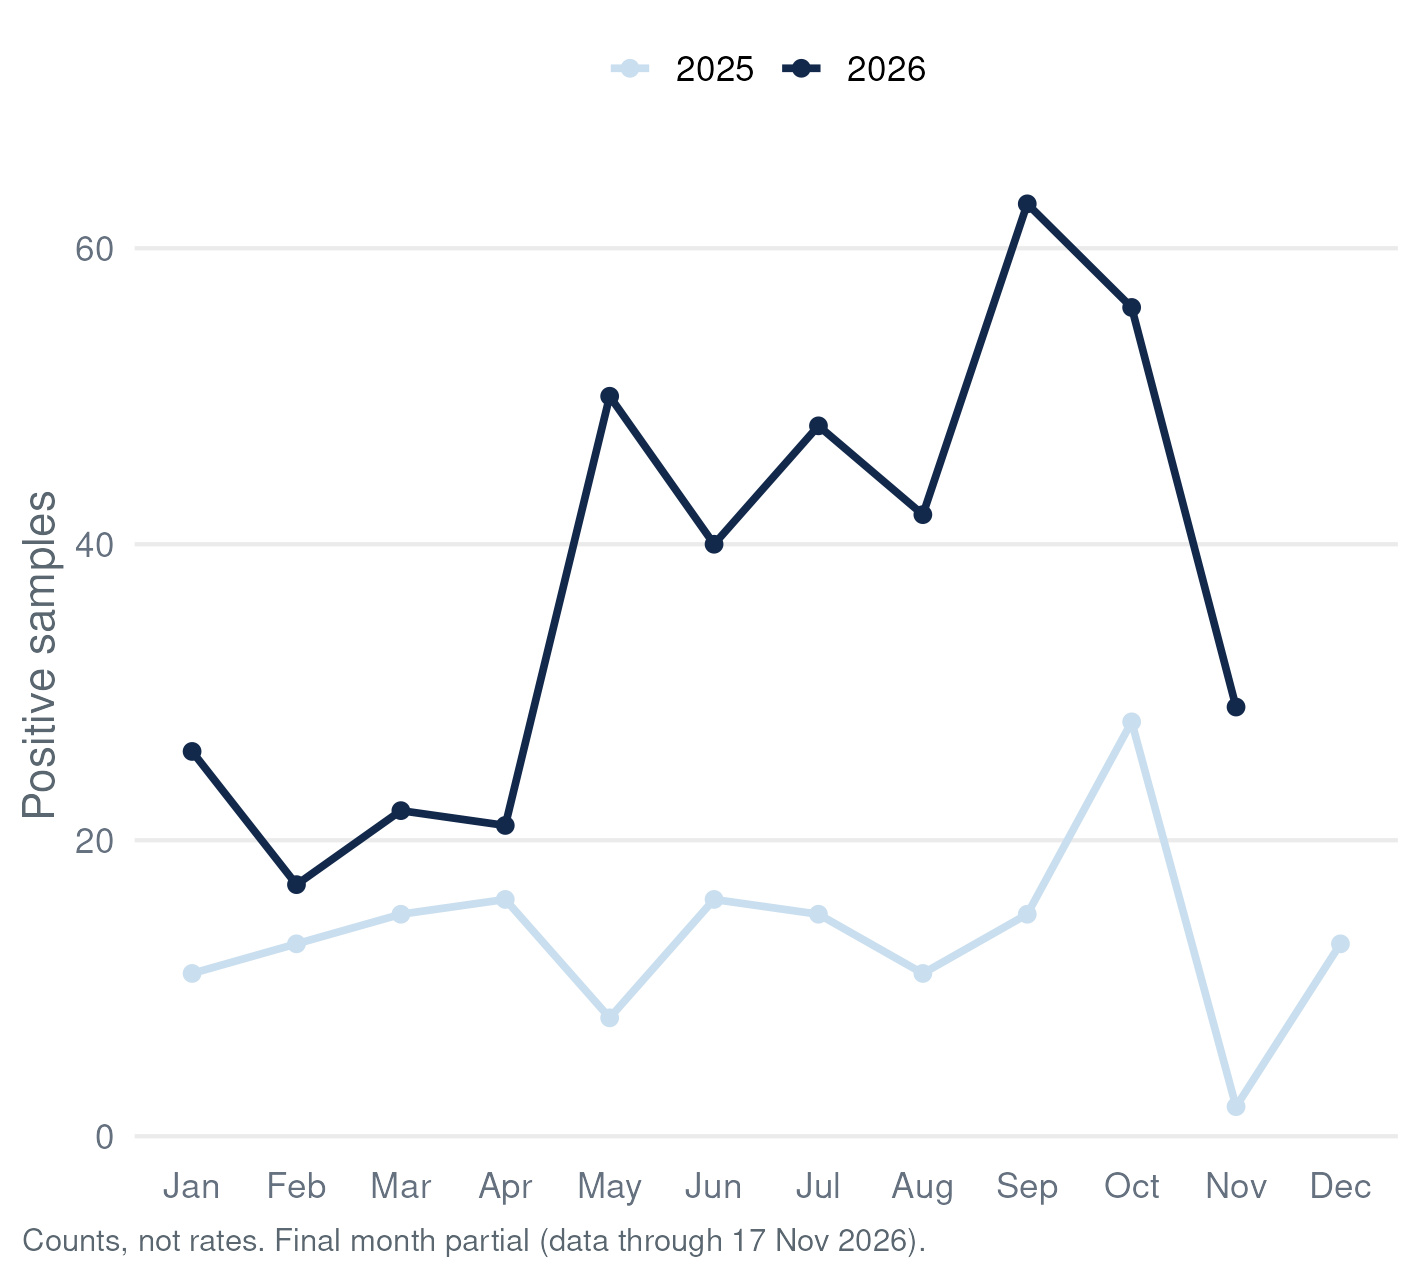 2025 2026
60
40
20
0
Positive samples
Jan Feb Mar Apr May Jun Jul Aug Sep Oct Nov Dec
Counts, not rates. Final month partial (data through 17 Nov 2026).